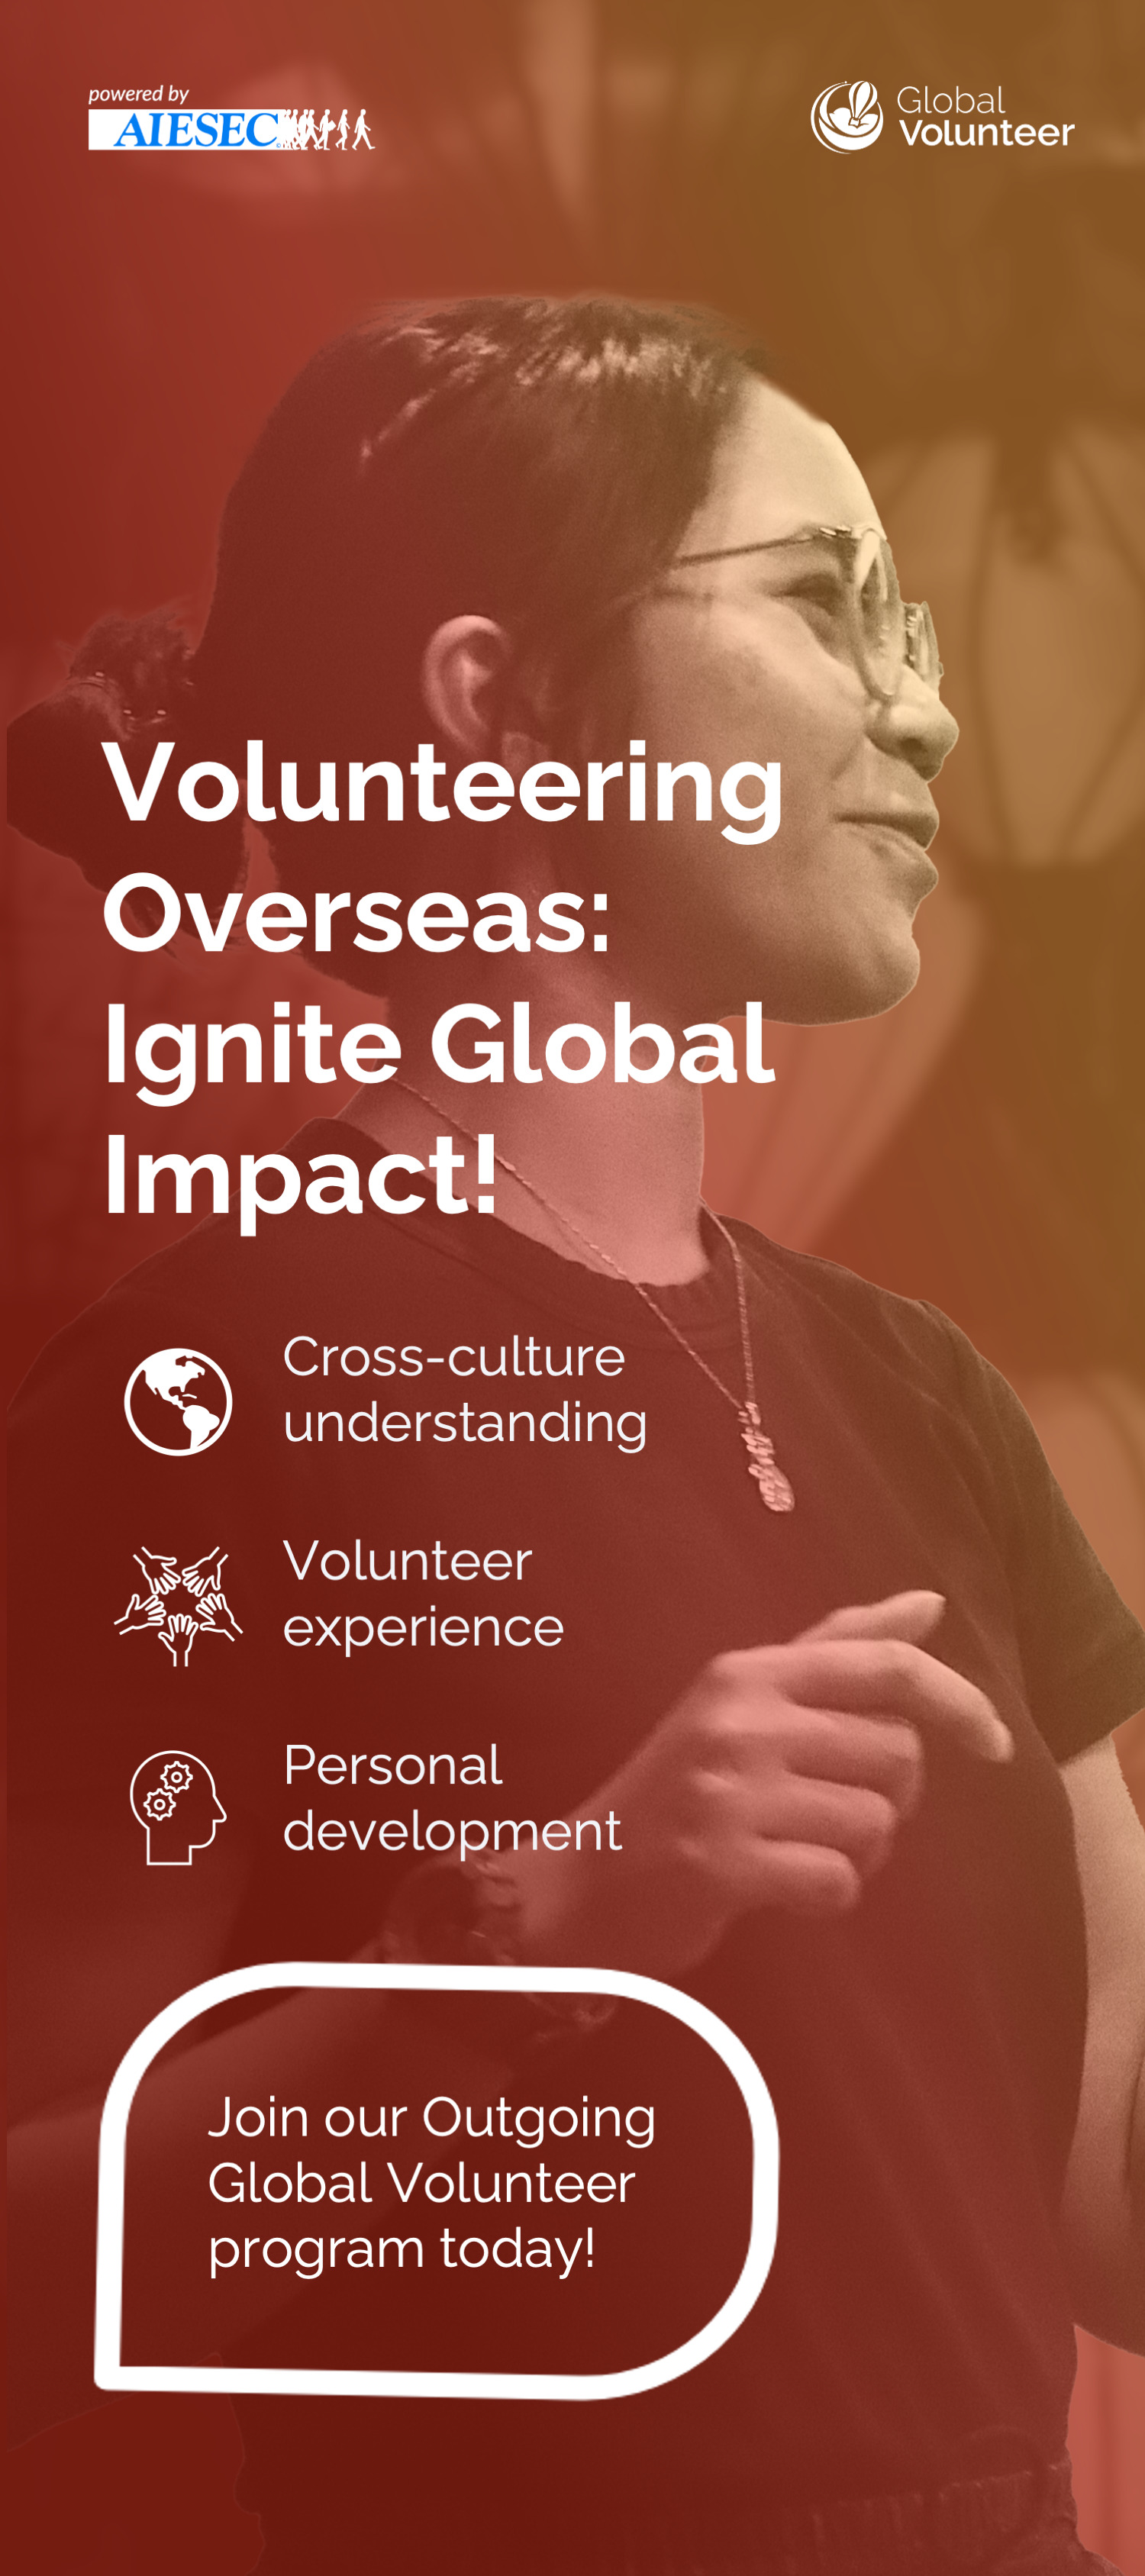 powered by
AIESEC
Global
Volunteer
Volunteering
Overseas:
Ignite Global
Impact!
Cross-culture
understanding
Volunteer
experience
Personal
development
Join our Outgoing
Global Volunteer
program today!